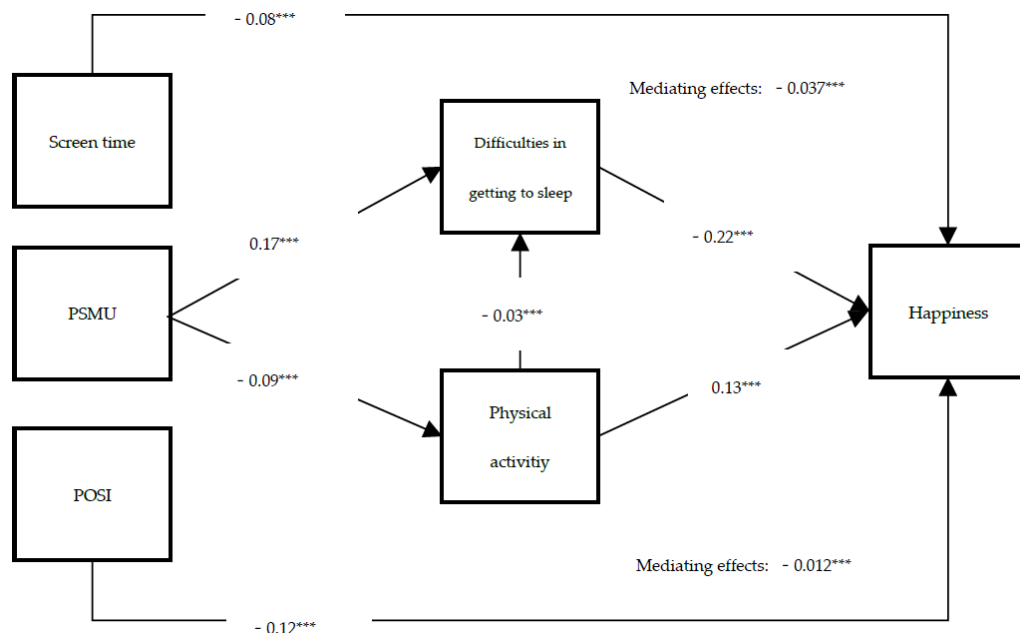 - 0.08***
Mediating effects: - 0.037***
Screen time
Difficulties in
getting to sleep
0.17***
- 0.22***
PSMU
- 0.03***
Happiness
- 0.09***
0.13***
Physical
activitiy
POSI
Mediating effects: - 0.012***
- 0.12***